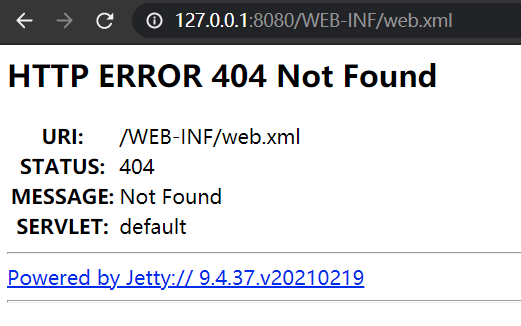 127.0.0.1:8080/WEB-INF/web.xml
HTTP ERROR 404 Not Found
URI: /WEB-INF/web.xml
STATUS: 404
MESSAGE: Not Found
SERVLET: default
Powered by Jetty:// 9.4.37.v20210219